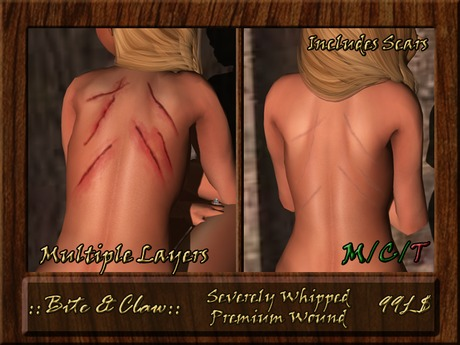 Includes Scars
Multiple Layers
M/C/T
::Bite & Claw::
Severely Whipped
Premium Wound
99L$